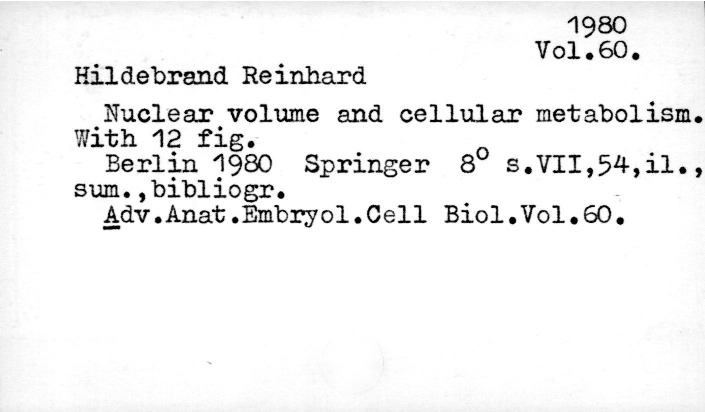 1980
Vol.60.
Hildebrand Reinhard
Nuclear volume and cellular metabolism.
With 12 fig.
Berlin 1980 Springer 8° s.VII,54,il.,
sum.,bibliogr.
Adv.Anat.Embryol.Cell Biol.Vol.60.